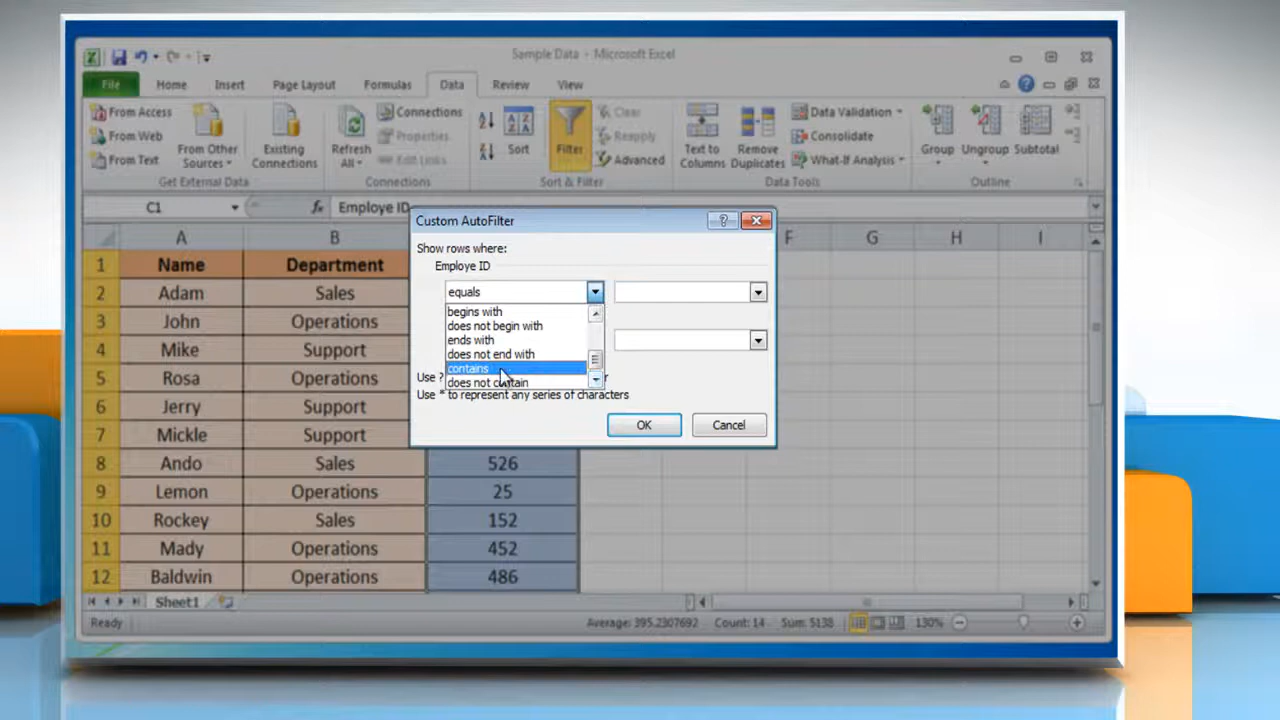 Sample Data - Microsoft Excel
File Home Insert Page Layout Formulas Data Review View
From Access
From Web
From Text
From Other Sources
Existing Connections
Get External Data
Refresh All
Connections
Properties
Edit Links
Connections
Sort
Filter
Clear
Reapply
Advanced
Sort & Filter
Text to Columns
Remove Duplicates
Data Validation
Consolidate
What-If Analysis
Data Tools
Group
Ungroup
Subtotal
Outline
C1 fx Employe ID
A B F G H I
1 Name Department
2 Adam Sales
3 John Operations
4 Mike Support
5 Rosa Operations
6 Jerry Support
7 Mickle Support
8 Ando Sales 526
9 Lemon Operations 25
10 Rockey Sales 152
11 Mady Operations 452
12 Baldwin Operations 486
Custom AutoFilter
Show rows where:
Employe ID
equals
begins with
does not begin with
ends with
does not end with
contains
does not contain
Use ?
Use * to represent any series of characters
OK Cancel
Sheet1
Ready Average: 395.2307692 Count: 14 Sum: 5138 130%